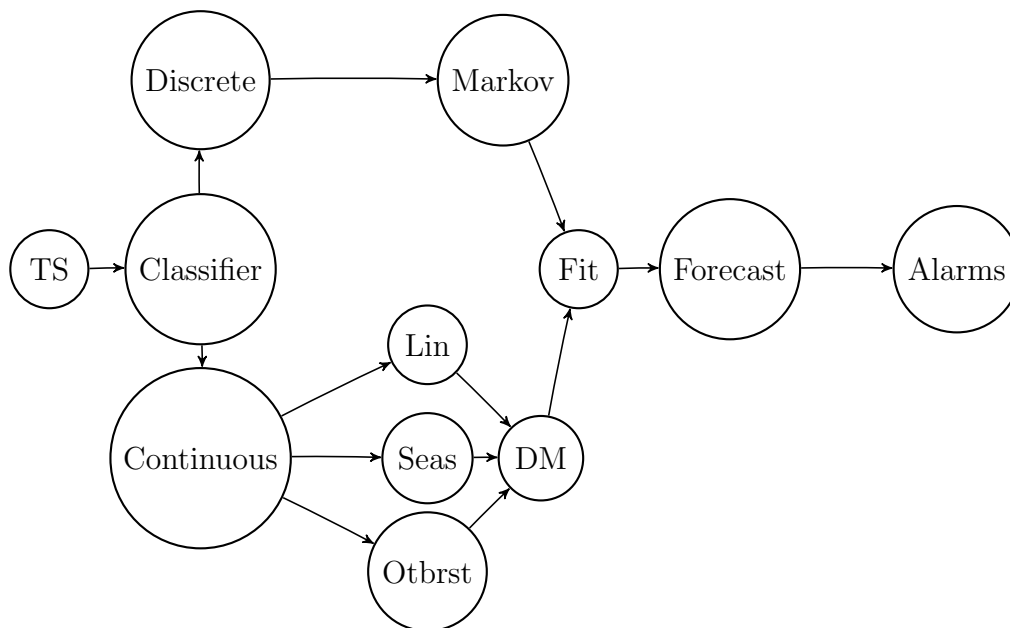 Discrete
Markov
TS
Classifier
Fit
Forecast
Alarms
Lin
Continuous
Seas
DM
Otbrst